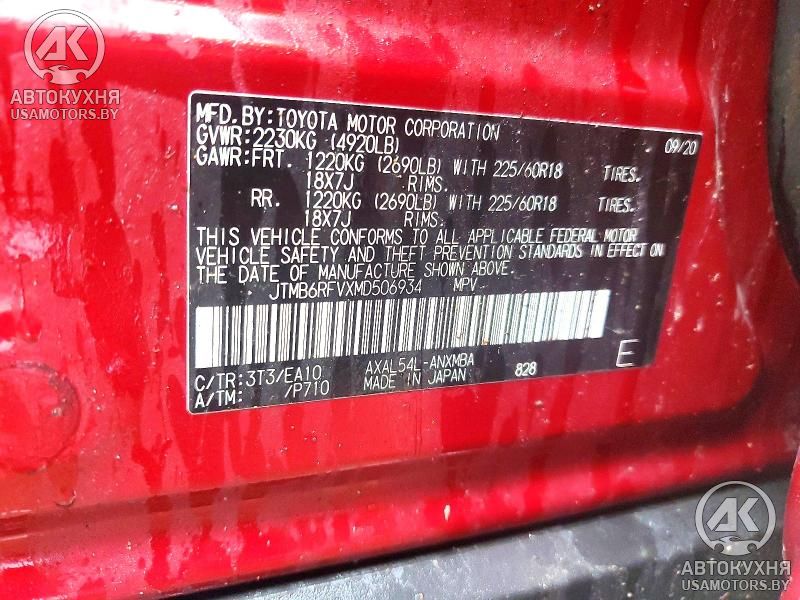 AK
АВТОКУХНЯ
USAMOTORS.BY
MFD.BY:TOYOTA MOTOR CORPORATION 09/20
GVWR:2230KG (4920LB)
GAWR:FRT. 1220KG (2690LB) WITH 225/60R18 TIRES.
18X7J RIMS.
RR. 1220KG (2690LB) WITH 225/60R18 TIRES.
18X7J RIMS.
THIS VEHICLE CONFORMS TO ALL APPLICABLE FEDERAL MOTOR
VEHICLE SAFETY AND THEFT PREVENTION STANDARDS IN EFFECT ON
THE DATE OF MANUFACTURE SHOWN ABOVE.
JTMB6RFVXMD506934 MPV
C/TR:3T3/EA10 AXAL54L-ANXMBA
A/TM: /P710 MADE IN JAPAN 828 E
AK
АВТОКУХНЯ
USAMOTORS.BY